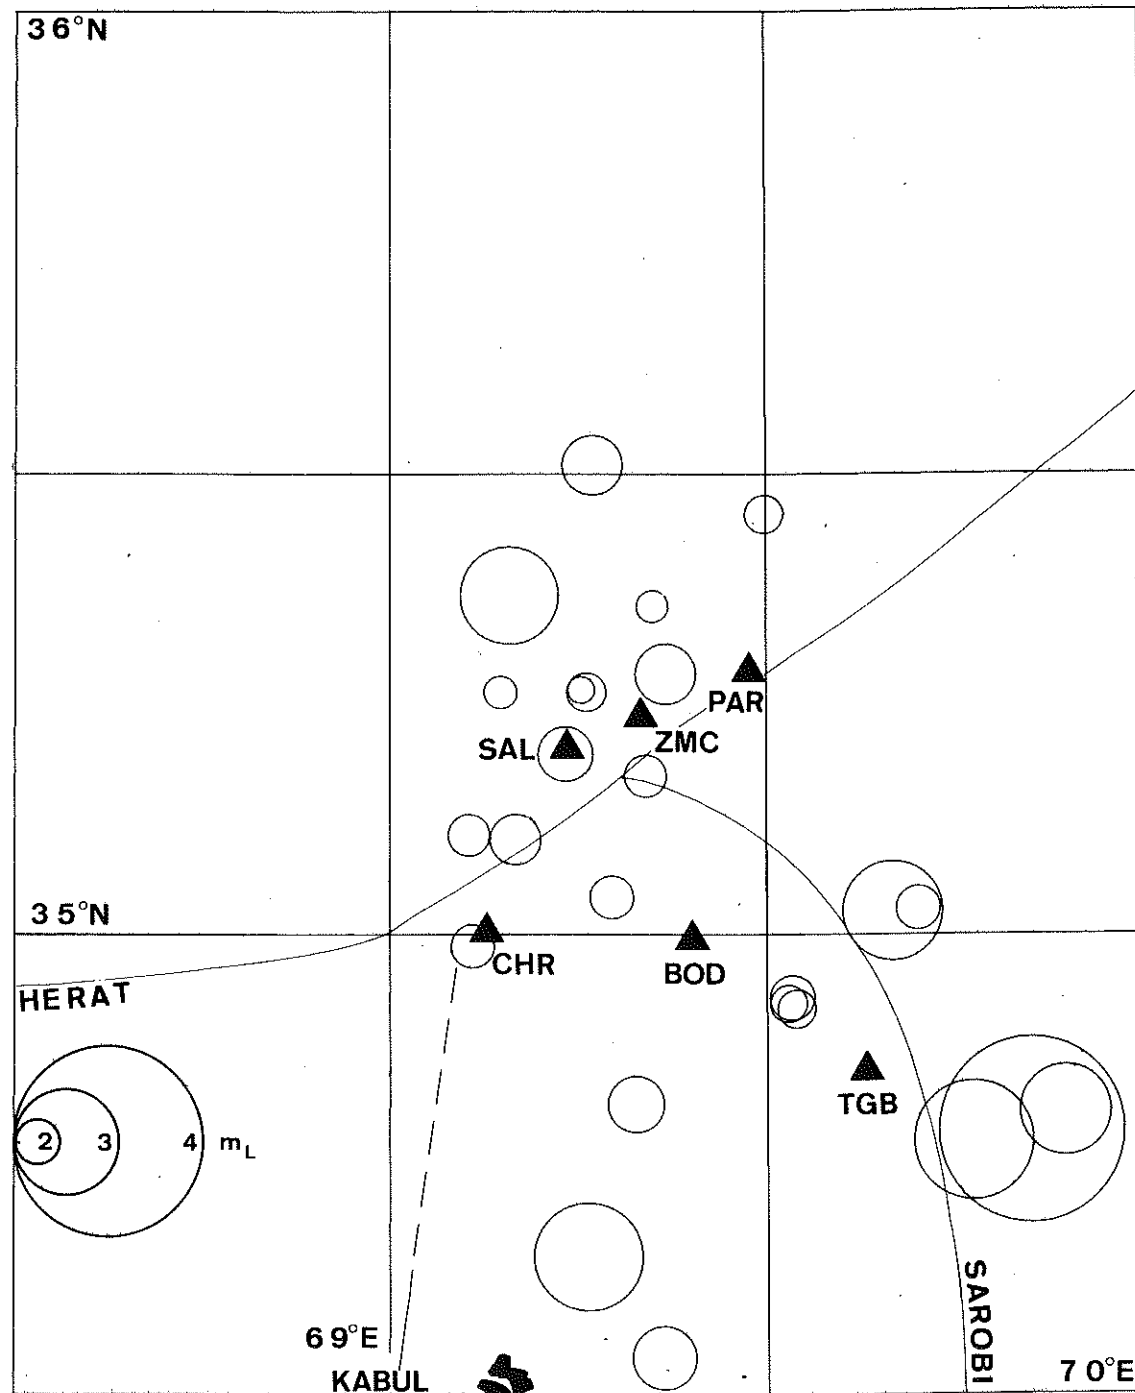 36°N
PAR
SAL
ZMC
35°N
CHR
BOD
HERAT
TGB
2 3 4 mL
SAROBI
69°E
70°E
KABUL